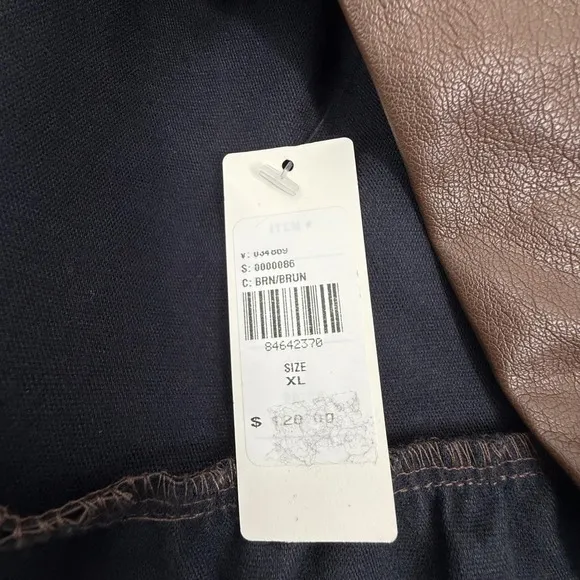 V: 034869
S: 0000086
C: BRN/BRUN
84642370
SIZE
XL
$ 120.00